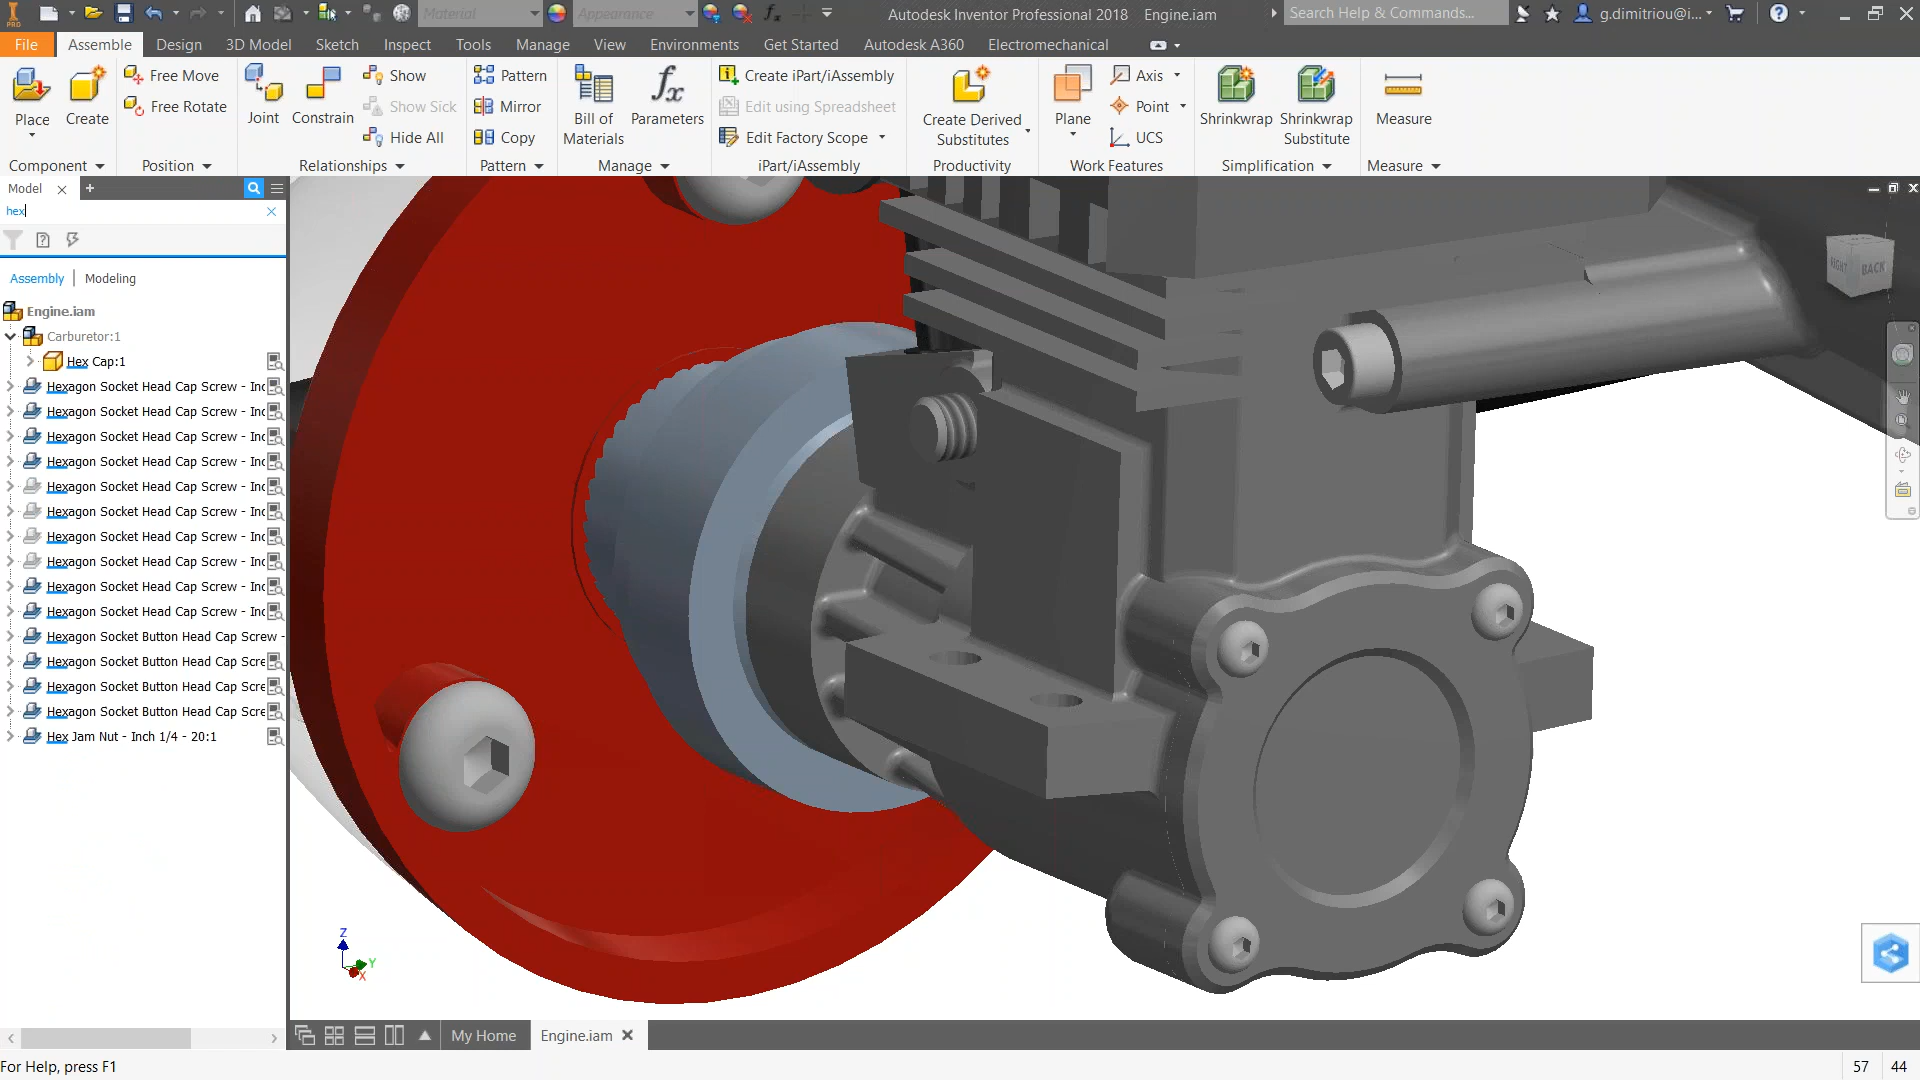 PRO
Material
Appearance
fx
Autodesk Inventor Professional 2018 Engine.iam
Search Help & Commands...
g.dimitriou@i...
File
Assemble
Design
3D Model
Sketch
Inspect
Tools
Manage
View
Environments
Get Started
Autodesk A360
Electromechanical
Place
Create
Free Move
Free Rotate
Joint
Constrain
Show
Show Sick
Hide All
Pattern
Mirror
Copy
Bill of
Materials
fx
Parameters
Create iPart/iAssembly
Edit using Spreadsheet
Edit Factory Scope
Create Derived
Substitutes
Plane
Axis
Point
UCS
Shrinkwrap
Shrinkwrap
Substitute
Measure
Component
Position
Relationships
Pattern
Manage
iPart/iAssembly
Productivity
Work Features
Simplification
Measure
Model
hex
Assembly | Modeling
Engine.iam
Carburetor:1
Hex Cap:1
Hexagon Socket Head Cap Screw - Inc
Hexagon Socket Head Cap Screw - Inc
Hexagon Socket Head Cap Screw - Inc
Hexagon Socket Head Cap Screw - Inc
Hexagon Socket Head Cap Screw - Inc
Hexagon Socket Head Cap Screw - Inc
Hexagon Socket Head Cap Screw - Inc
Hexagon Socket Head Cap Screw - Inc
Hexagon Socket Head Cap Screw - Inc
Hexagon Socket Head Cap Screw - Inc
Hexagon Socket Button Head Cap Screw -
Hexagon Socket Button Head Cap Scre
Hexagon Socket Button Head Cap Scre
Hexagon Socket Button Head Cap Scre
Hex Jam Nut - Inch 1/4 - 20:1
RIGHT
BACK
Z
Y
X
My Home
Engine.iam
For Help, press F1
57
44